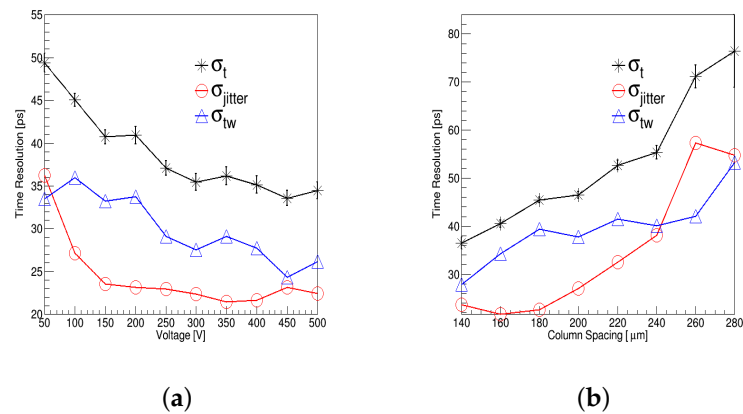 55
50
45
40
35
30
25
20
Time Resolution [ps]
σt
σjitter
σtw
50 100 150 200 250 300 350 400 450 500
Voltage [V]
(a)
80
70
60
50
40
30
Time Resolution [ps]
σt
σjitter
σtw
140 160 180 200 220 240 260 280
Column Spacing [ μm]
(b)